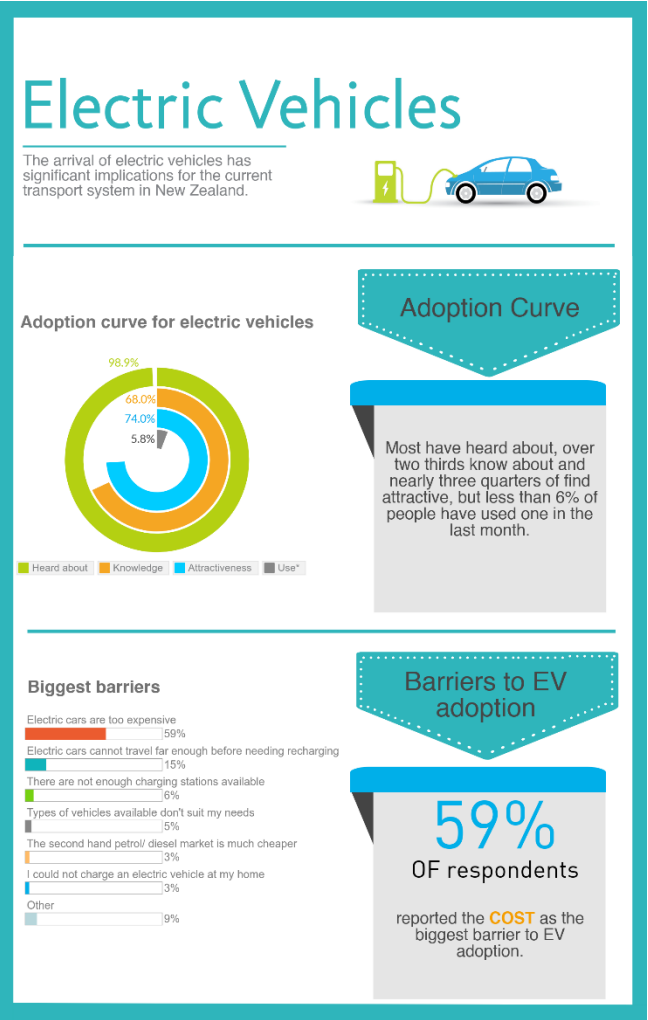 Electric Vehicles
The arrival of electric vehicles has
significant implications for the current
transport system in New Zealand.
Adoption curve for electric vehicles
98.9%
68.0%
74.0%
5.8%
Heard about
Knowledge
Attractiveness
Use*
Adoption Curve
Most have heard about, over
two thirds know about and
nearly three quarters of find
attractive, but less than 6% of
people have used one in the
last month.
Biggest barriers
Electric cars are too expensive
59%
Electric cars cannot travel far enough before needing recharging
15%
There are not enough charging stations available
6%
Types of vehicles available don't suit my needs
5%
The second hand petrol/ diesel market is much cheaper
3%
I could not charge an electric vehicle at my home
3%
Other
9%
Barriers to EV
adoption
59%
OF respondents
reported the COST as the
biggest barrier to EV
adoption.